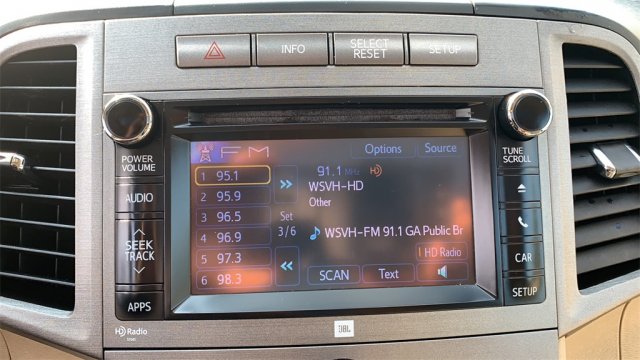 INFO
SELECT
RESET
SETUP
POWER
VOLUME
AUDIO
SEEK
TRACK
APPS
HD Radio
FM
Options
Source
1 95.1
2 95.9
3 96.5
4 96.9
5 97.3
6 98.3
Set
3/6
91.1 MHz HD
WSVH-HD
Other
WSVH-FM 91.1 GA Public Br
HD Radio
SCAN
Text
TUNE
SCROLL
CAR
SETUP
JBL